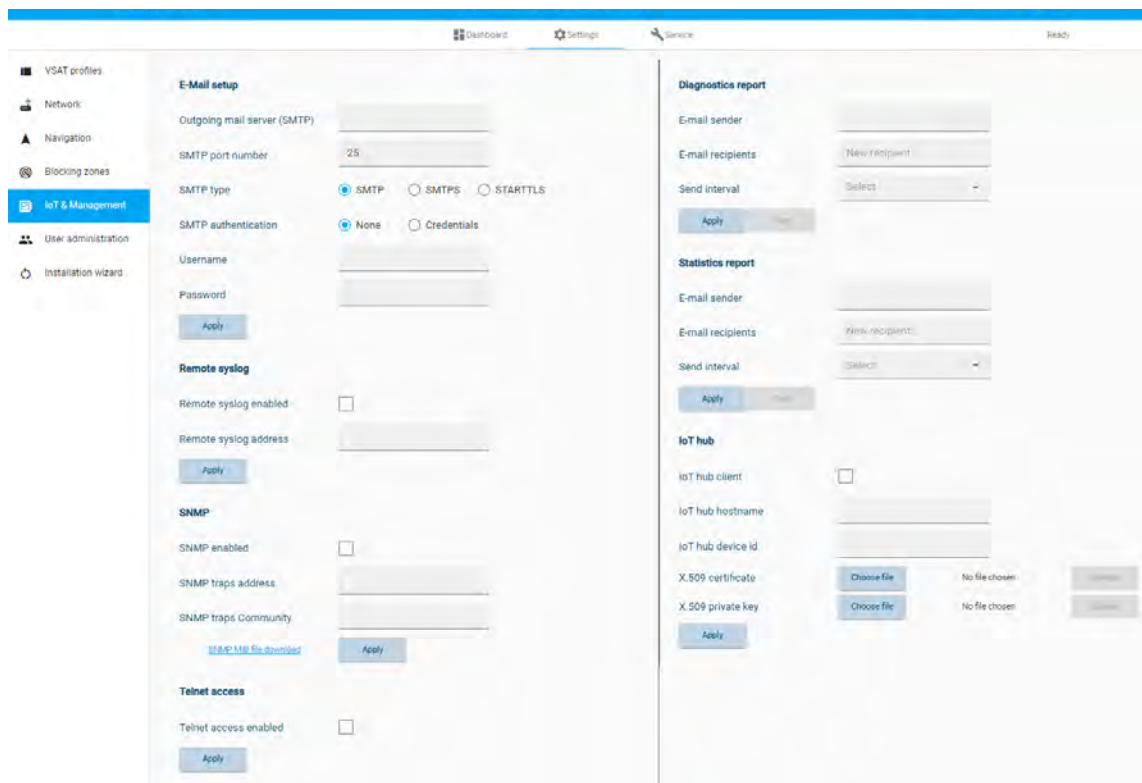 Dashboard
Settings
Service
Ready
VSAT profiles
Network
Navigation
Blocking zones
IoT & Management
User administration
Installation wizard
E-Mail setup
Outgoing mail server (SMTP)
SMTP port number 25
SMTP type SMTP SMTPS STARTTLS
SMTP authentication None Credentials
Username
Password
Apply
Remote syslog
Remote syslog enabled
Remote syslog address
Apply
SNMP
SNMP enabled
SNMP traps address
SNMP traps Community
SNMP MIB file download Apply
Telnet access
Telnet access enabled
Apply
Diagnostics report
E-mail sender
E-mail recipients New recipient
Send interval Select
Apply
Statistics report
E-mail sender
E-mail recipients New recipient
Send interval Select
Apply
IoT hub
IoT hub client
IoT hub hostname
IoT hub device id
X.509 certificate Choose file No file chosen
X.509 private key Choose file No file chosen
Apply